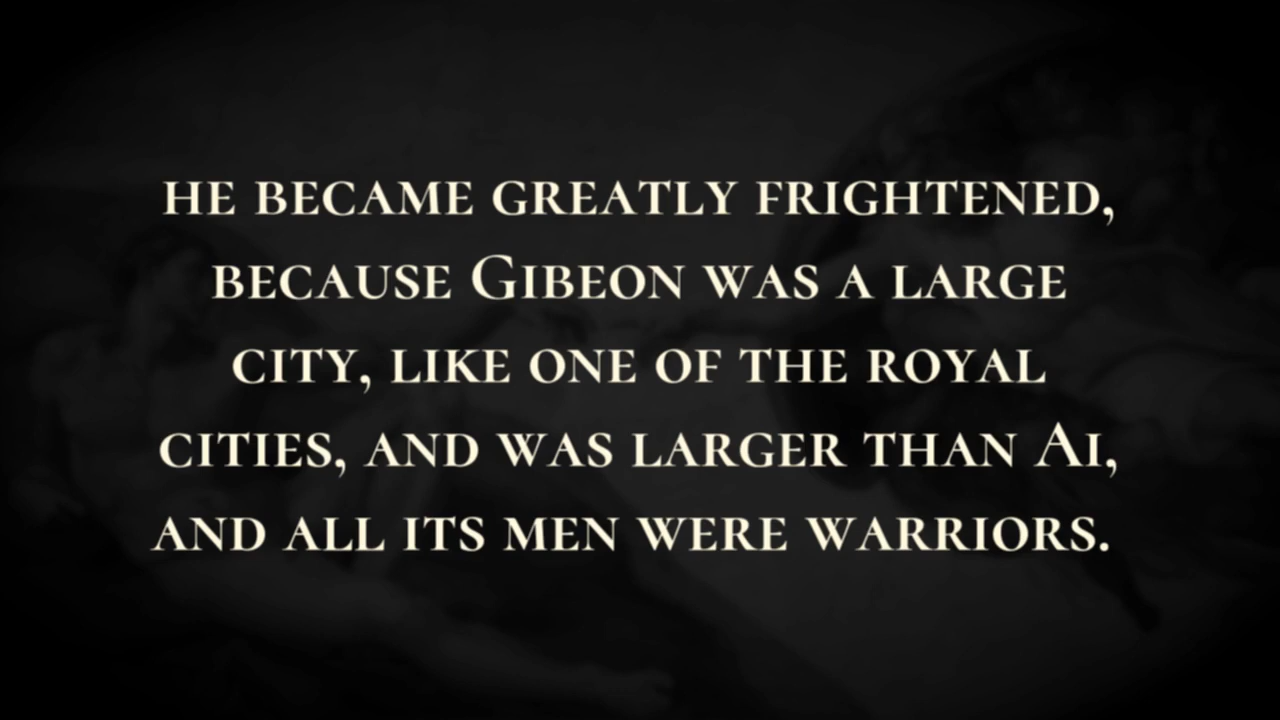 he became greatly frightened,
because Gibeon was a large
city, like one of the royal
cities, and was larger than Ai,
and all its men were warriors.